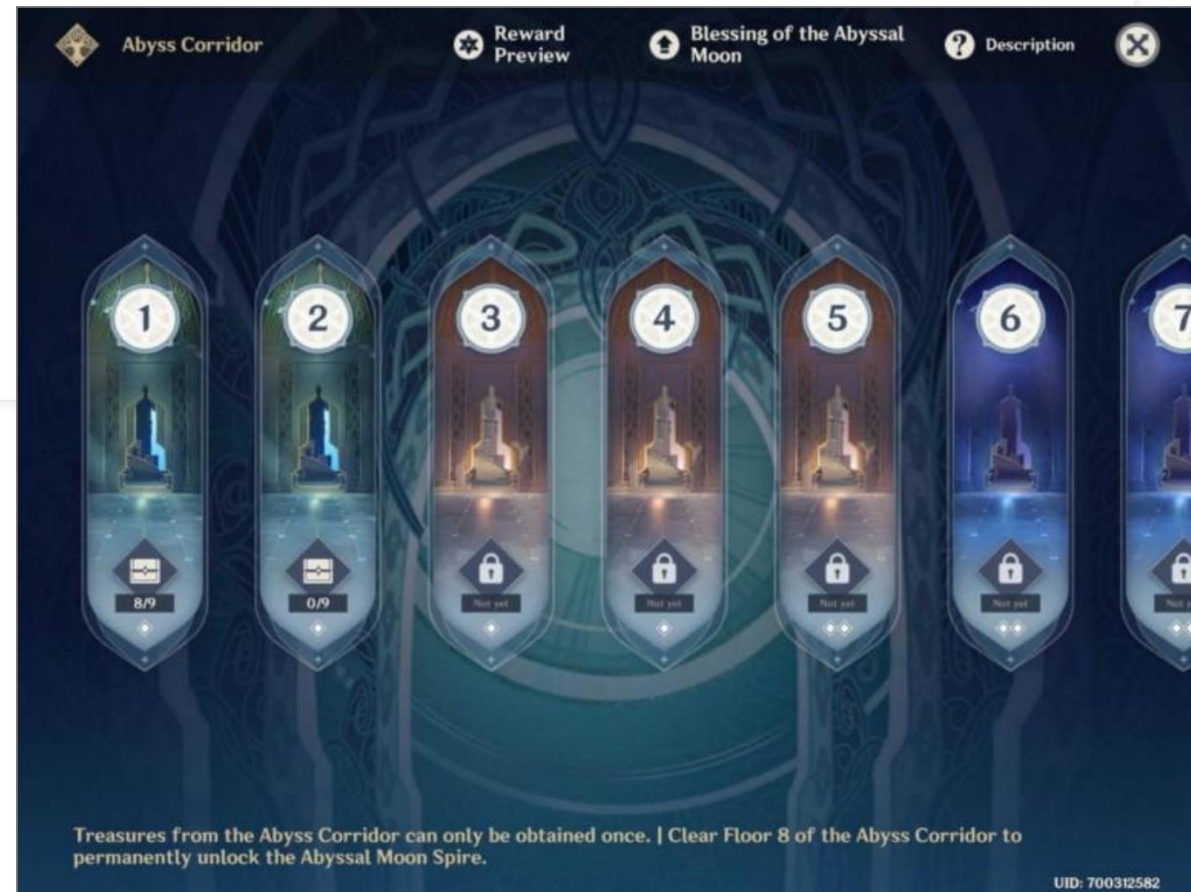 Abyss Corridor
Reward
Preview
Blessing of the Abyssal
Moon
Description
1
2
3
4
5
6
7
8/9
0/9
Not yet
Not yet
Not yet
Not yet
Not y
Treasures from the Abyss Corridor can only be obtained once. | Clear Floor 8 of the Abyss Corridor to
permanently unlock the Abyssal Moon Spire.
UID: 700312582